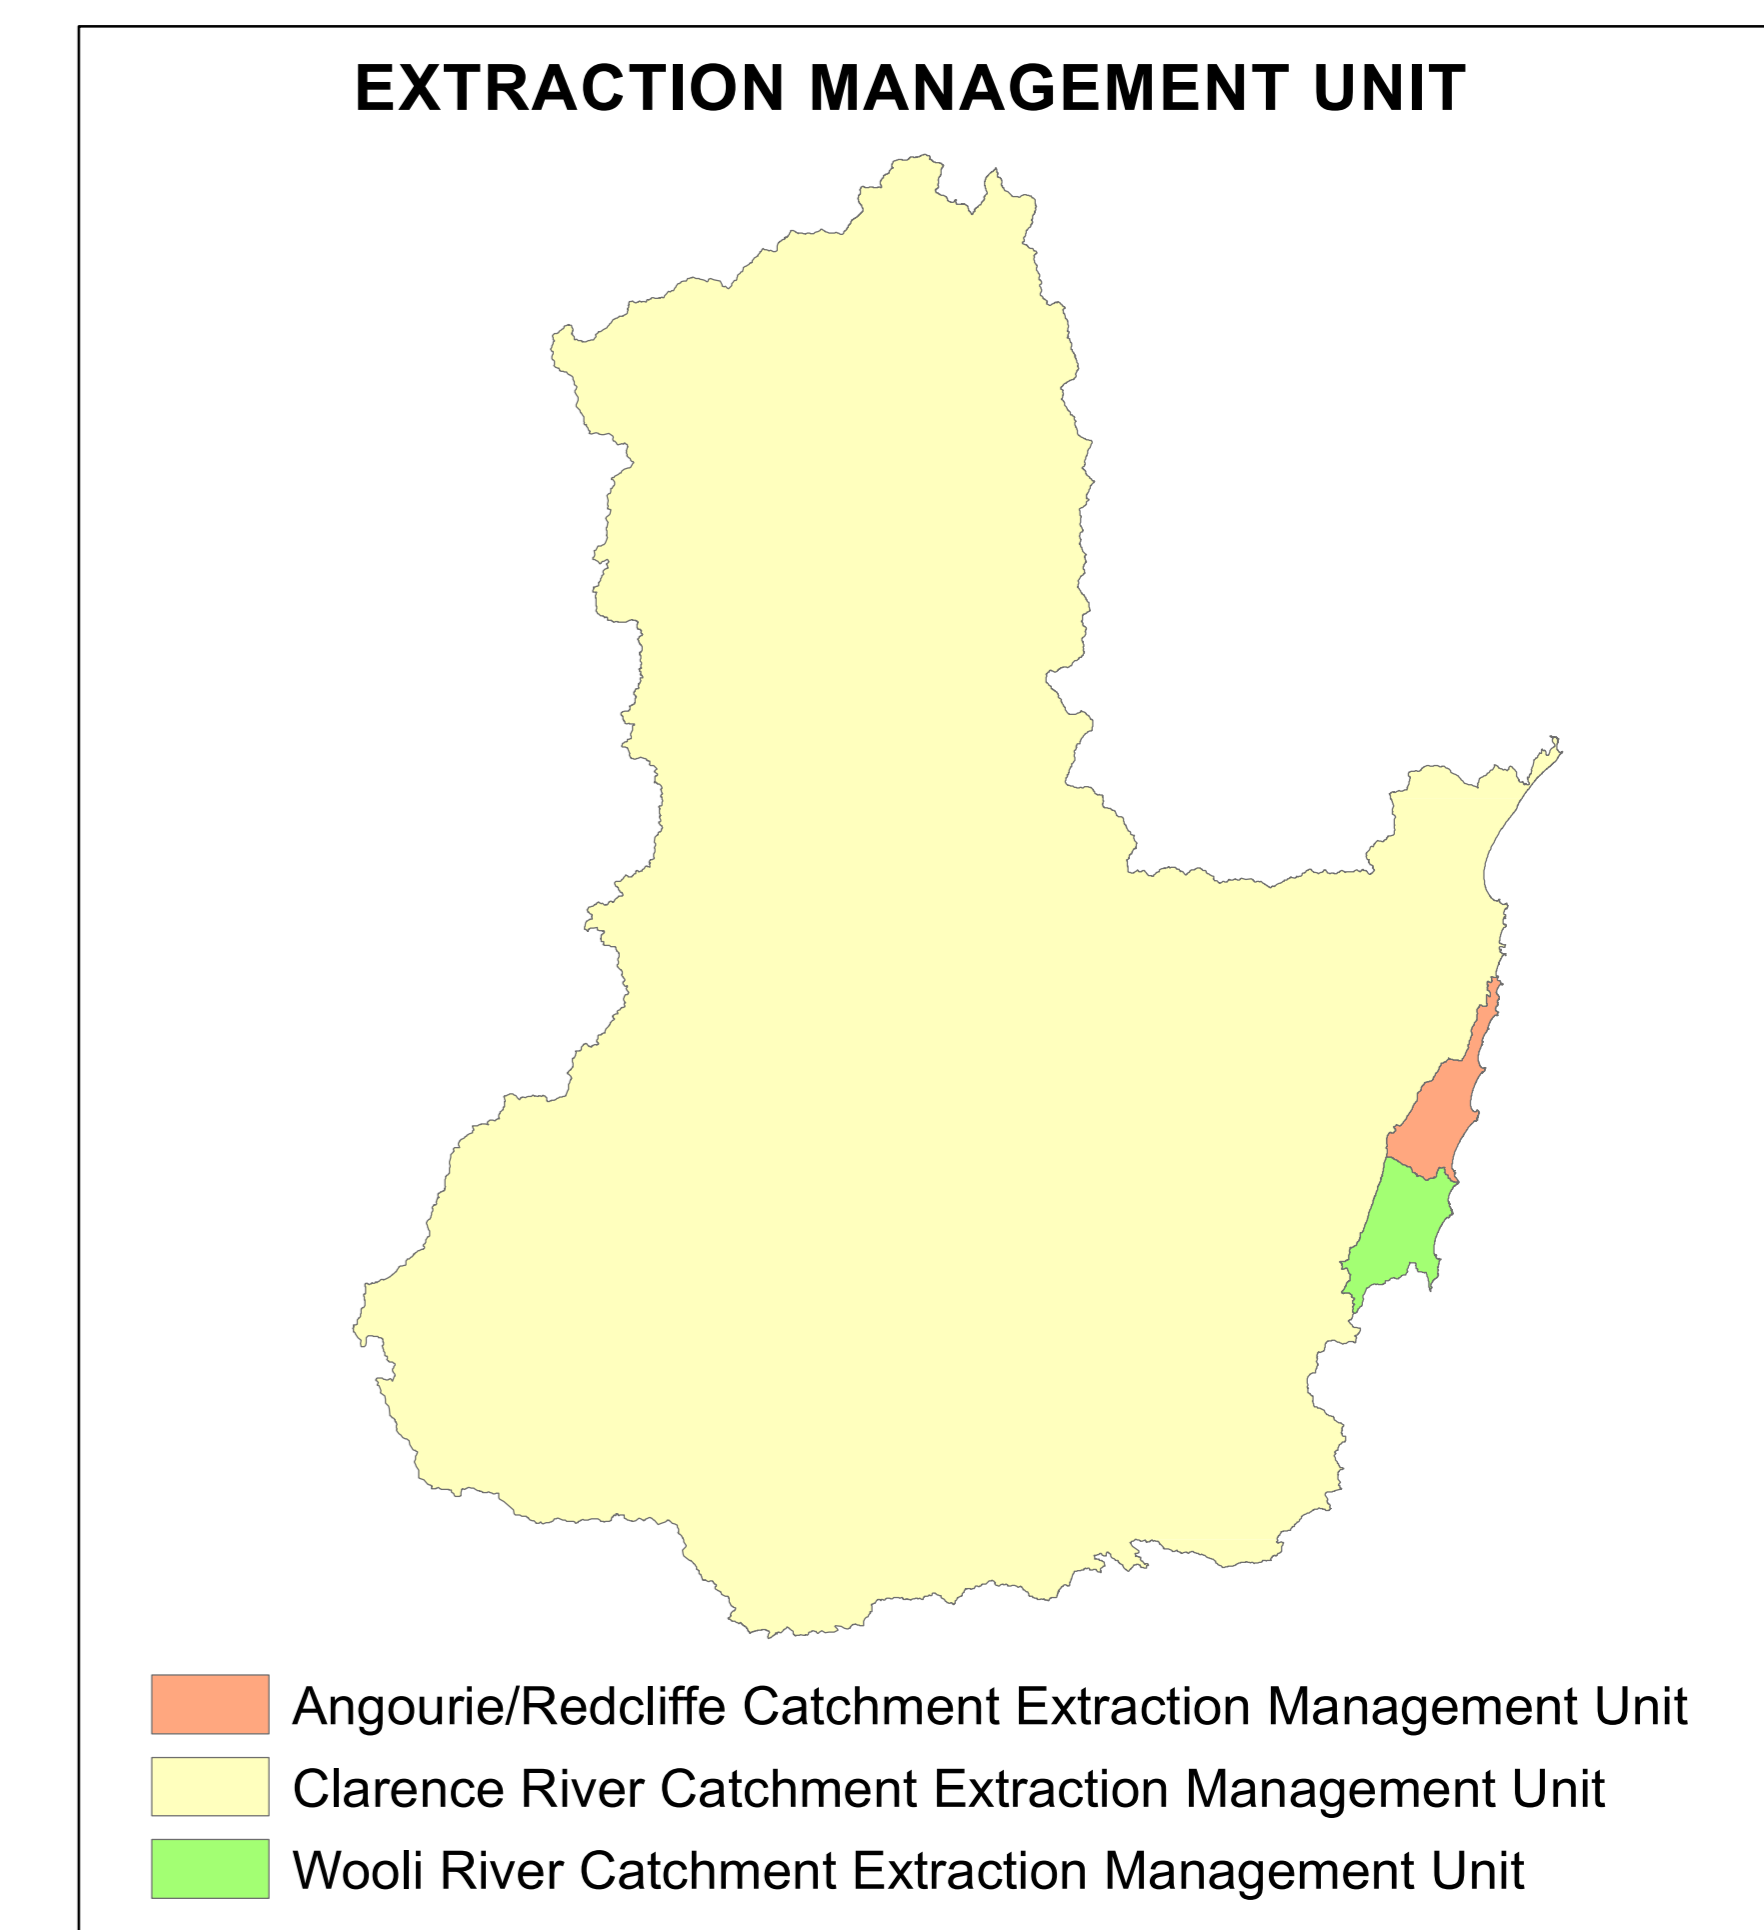 EXTRACTION MANAGEMENT UNIT
Angourie/Redcliffe Catchment Extraction Management Unit
Clarence River Catchment Extraction Management Unit
Wooli River Catchment Extraction Management Unit